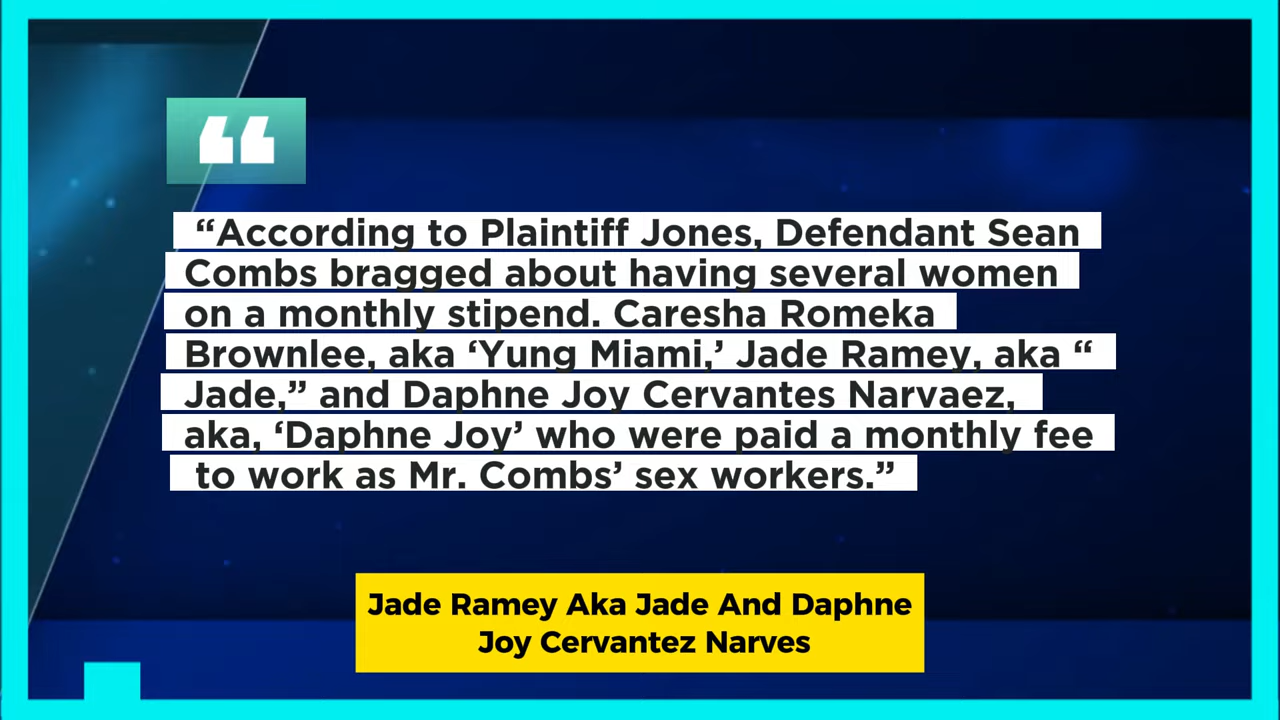 “
“According to Plaintiff Jones, Defendant Sean
Combs bragged about having several women
on a monthly stipend. Caresha Romeka
Brownlee, aka ‘Yung Miami,’ Jade Ramey, aka “
Jade,” and Daphne Joy Cervantes Narvaez,
aka, ‘Daphne Joy’ who were paid a monthly fee
to work as Mr. Combs’ sex workers.”
Jade Ramey Aka Jade And Daphne
Joy Cervantez Narves